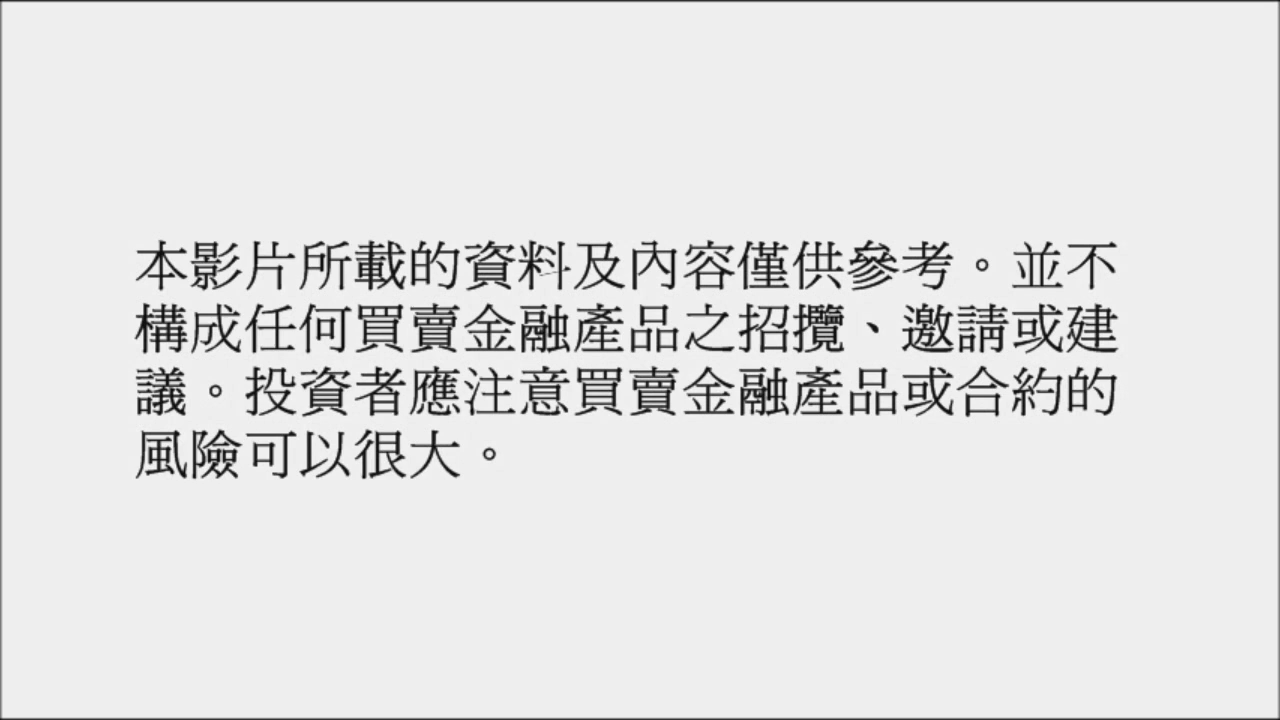 本影片所載的資料及內容僅供參考。並不
構成任何買賣金融產品之招攬、邀請或建
議。投資者應注意買賣金融產品或合約的
風險可以很大。